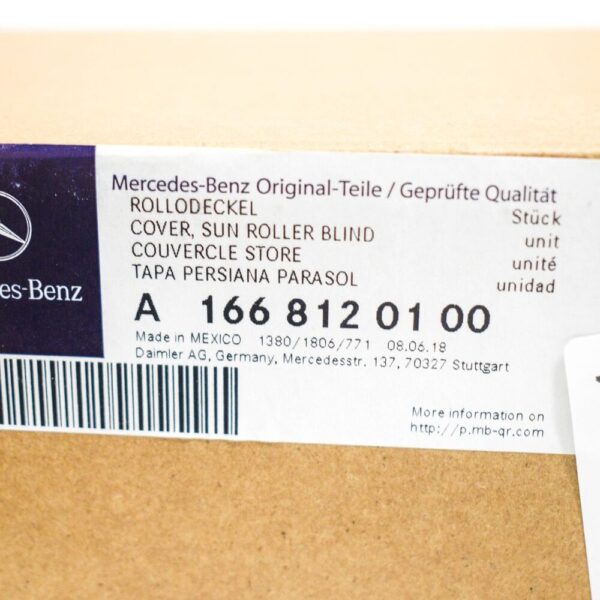 Mercedes-Benz Original-Teile / Geprüfte Qualität
ROLLODECKEL Stück
COVER, SUN ROLLER BLIND unit
COUVERCLE STORE unité
TAPA PERSIANA PARASOL unidad
es-Benz
A 166 812 01 00
Made in MEXICO 1380/1806/771 08.06.18
Daimler AG, Germany, Mercedesstr. 137, 70327 Stuttgart
More information on
http://p.mb-qr.com